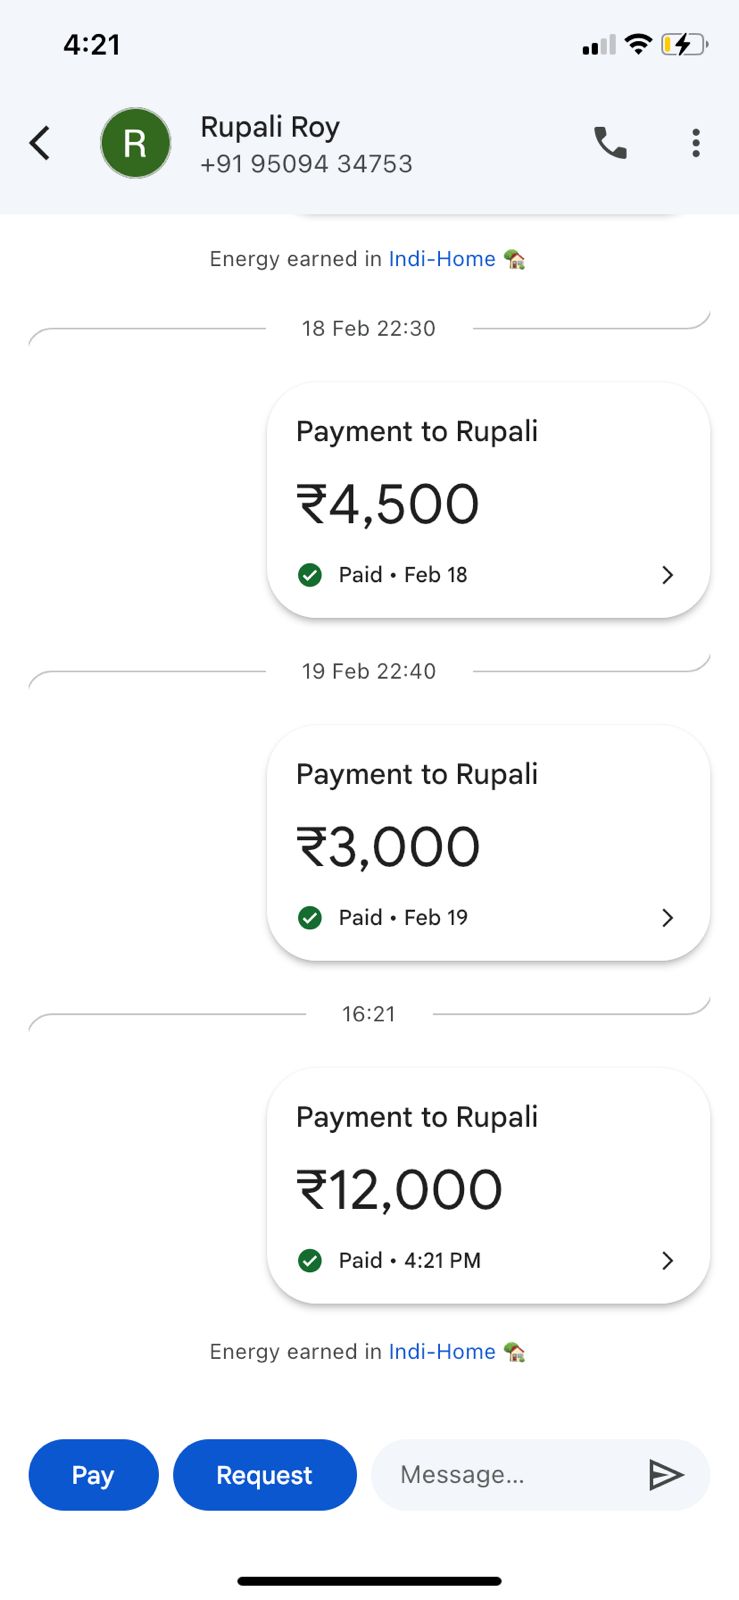 4:21
R
Rupali Roy
+91 95094 34753
Energy earned in Indi-Home
18 Feb 22:30
Payment to Rupali
₹4,500
Paid • Feb 18
19 Feb 22:40
Payment to Rupali
₹3,000
Paid • Feb 19
16:21
Payment to Rupali
₹12,000
Paid • 4:21 PM
Energy earned in Indi-Home
Pay
Request
Message...